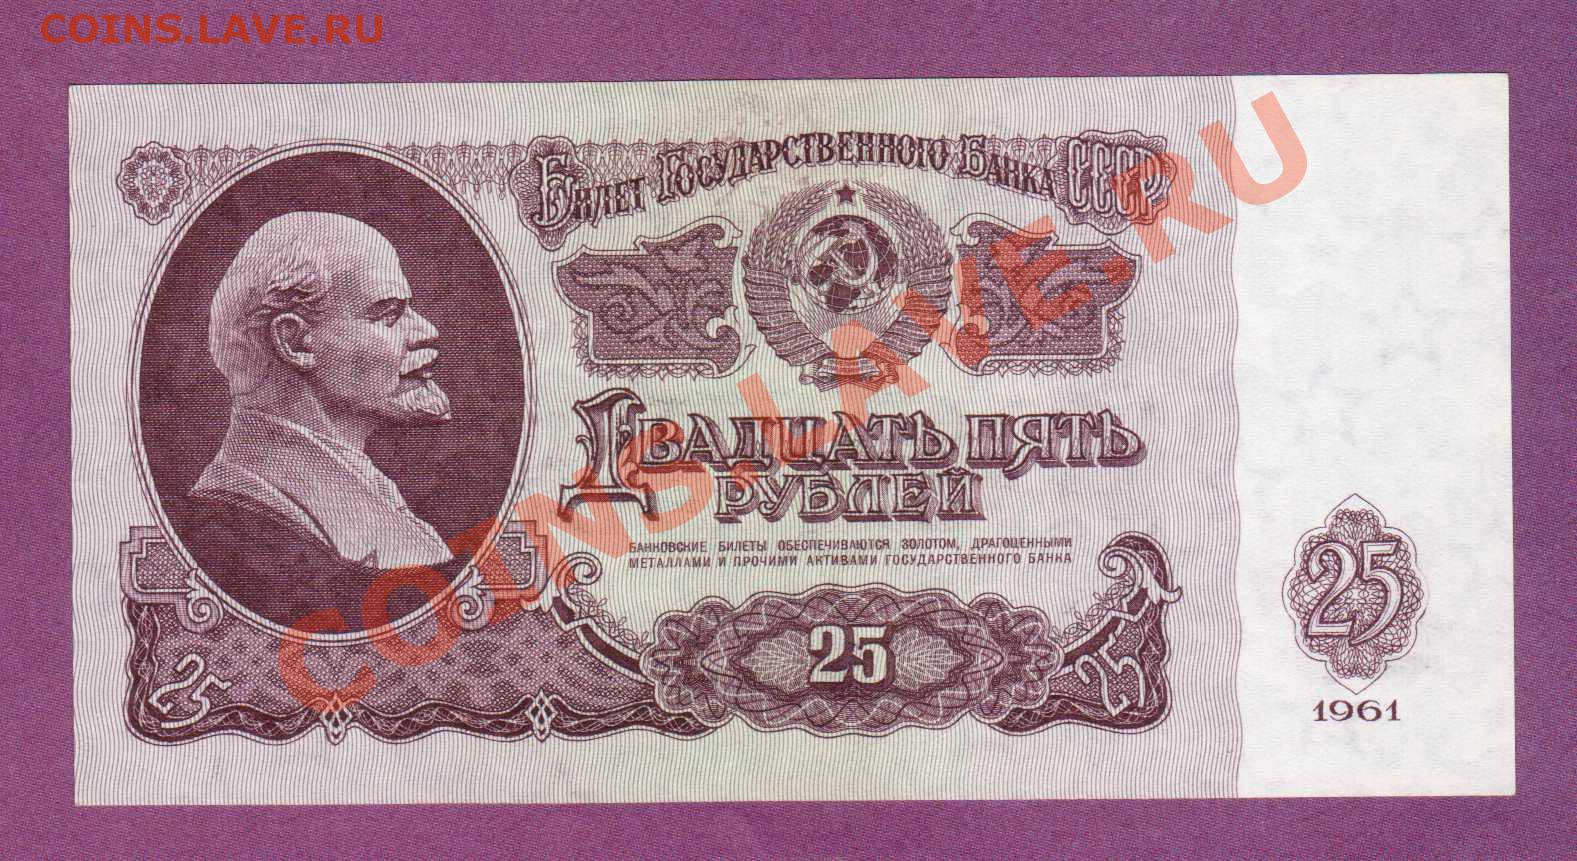 COINS.LAVE.RU
Билет Государственного Банка СССР
Двадцать пять
рублей
БАНКОВСКИЕ БИЛЕТЫ ОБЕСПЕЧИВАЮТСЯ ЗОЛОТОМ, ДРАГОЦЕННЫМИ
МЕТАЛЛАМИ И ПРОЧИМИ АКТИВАМИ ГОСУДАРСТВЕННОГО БАНКА
25
25
25
25
1961
COINS.LAVE.RU